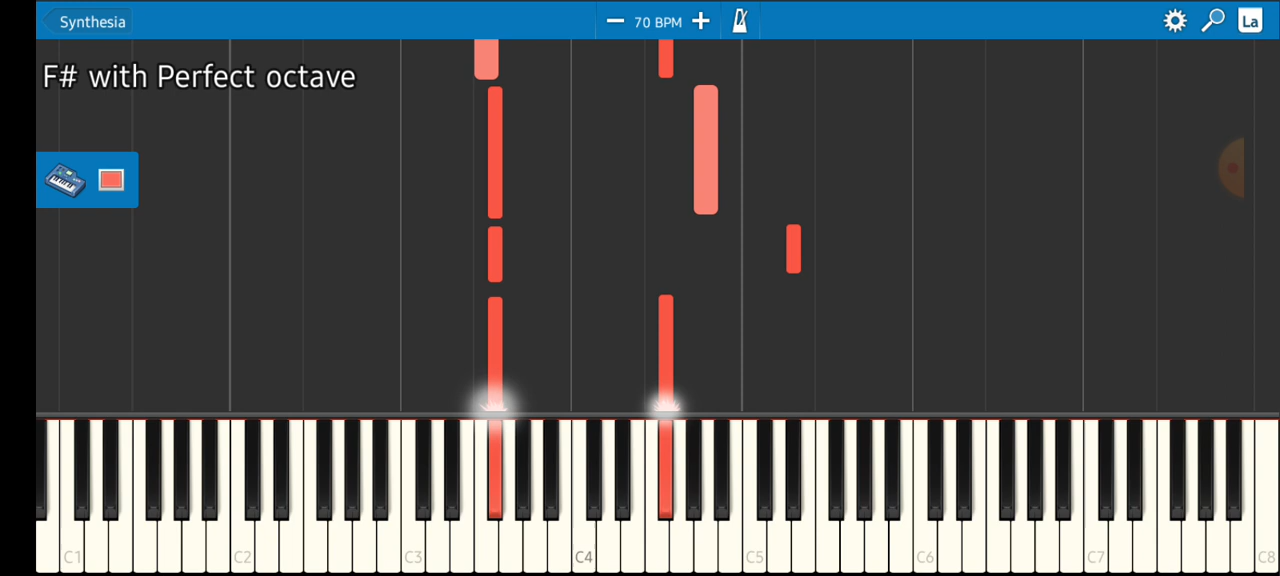 Synthesia
70 BPM
La
F# with Perfect octave
C1
C2
C3
C4
C5
C6
C7
C8